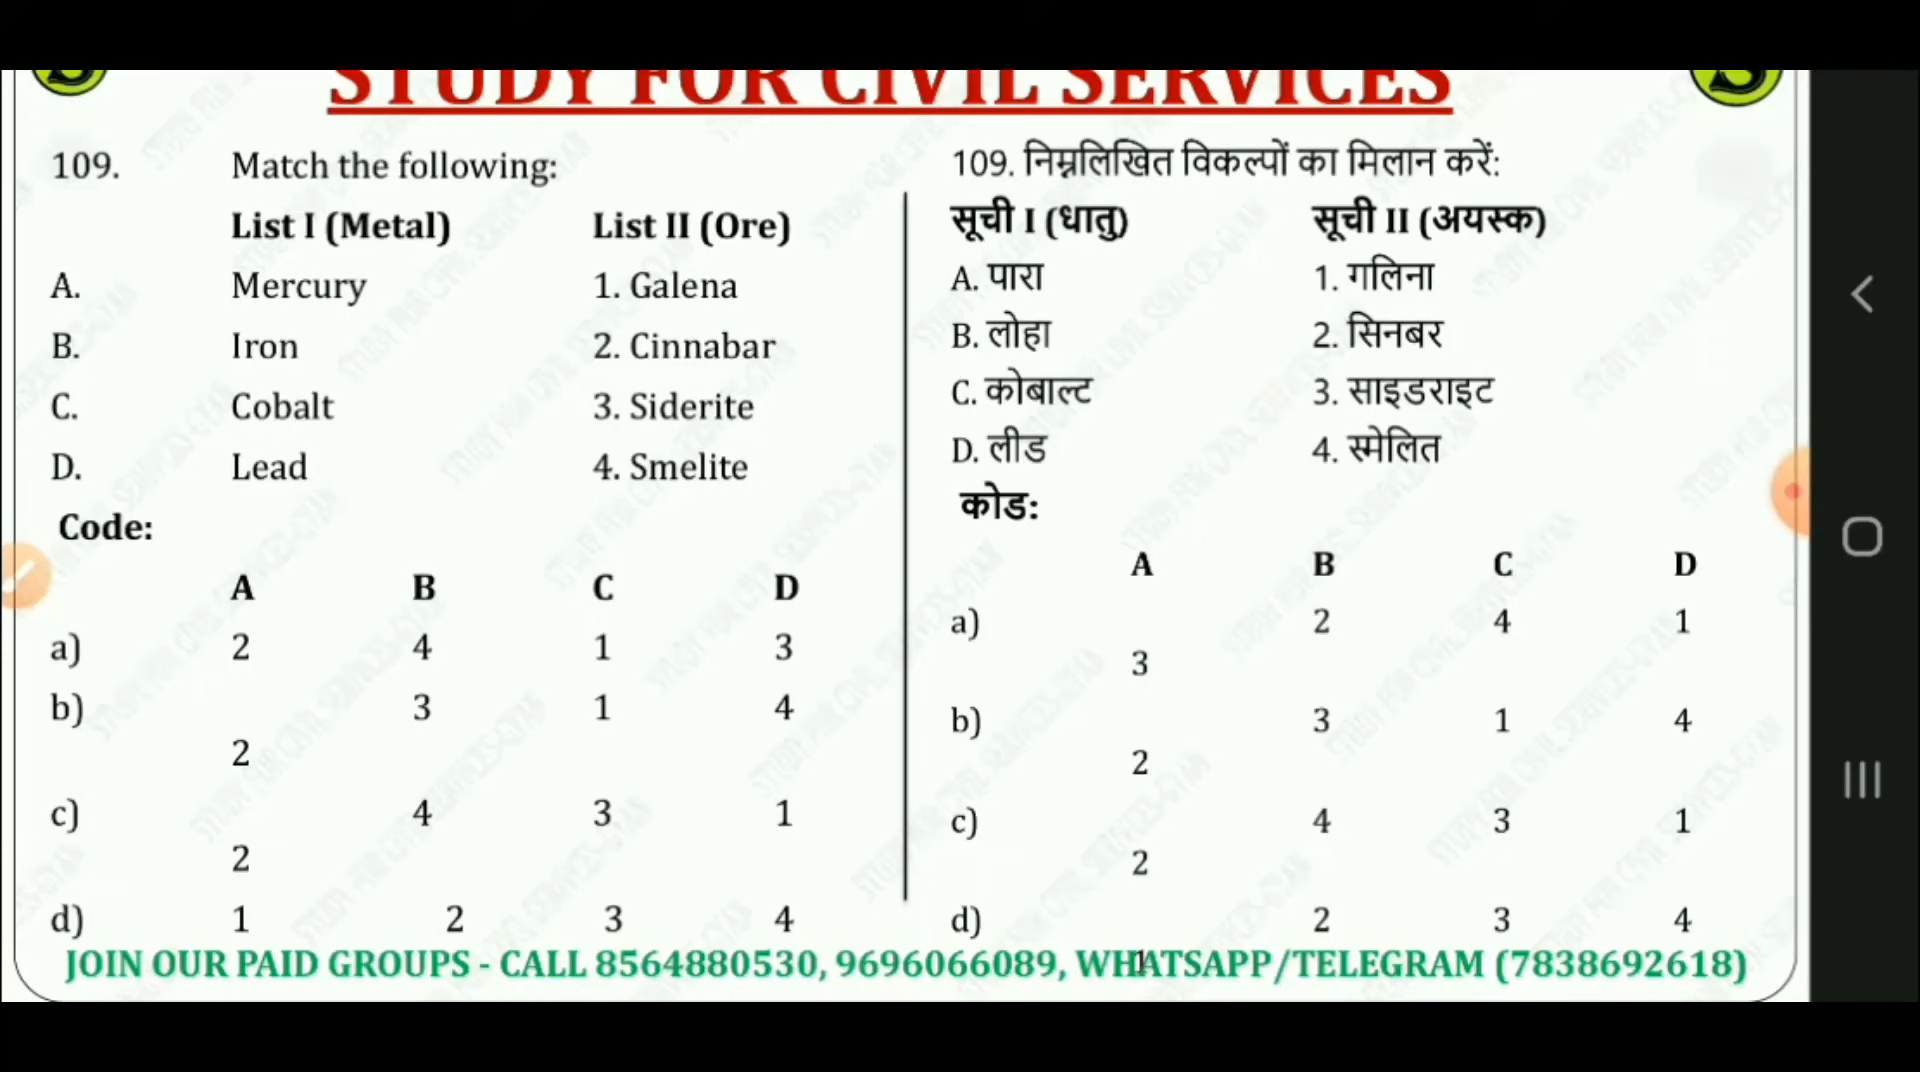 STUDY FOR CIVIL SERVICES
109. Match the following:
List I (Metal) List II (Ore)
A. Mercury 1. Galena
B. Iron 2. Cinnabar
C. Cobalt 3. Siderite
D. Lead 4. Smelite
Code:
A B C D
a) 2 4 1 3
b) 3 1 4
2
c) 4 3 1
2
d) 1 2 3 4
109. निम्नलिखित विकल्पों का मिलान करें:
सूची I (धातु) सूची II (अयस्क)
A. पारा 1. गलिना
B. लोहा 2. सिनबर
C. कोबाल्ट 3. साइडराइट
D. लीड 4. स्मेलित
कोड:
A B C D
a) 2 4 1
3
b) 3 1 4
2
c) 4 3 1
2
d) 2 3 4
1
JOIN OUR PAID GROUPS - CALL 8564880530, 9696066089, WHATSAPP/TELEGRAM (7838692618)